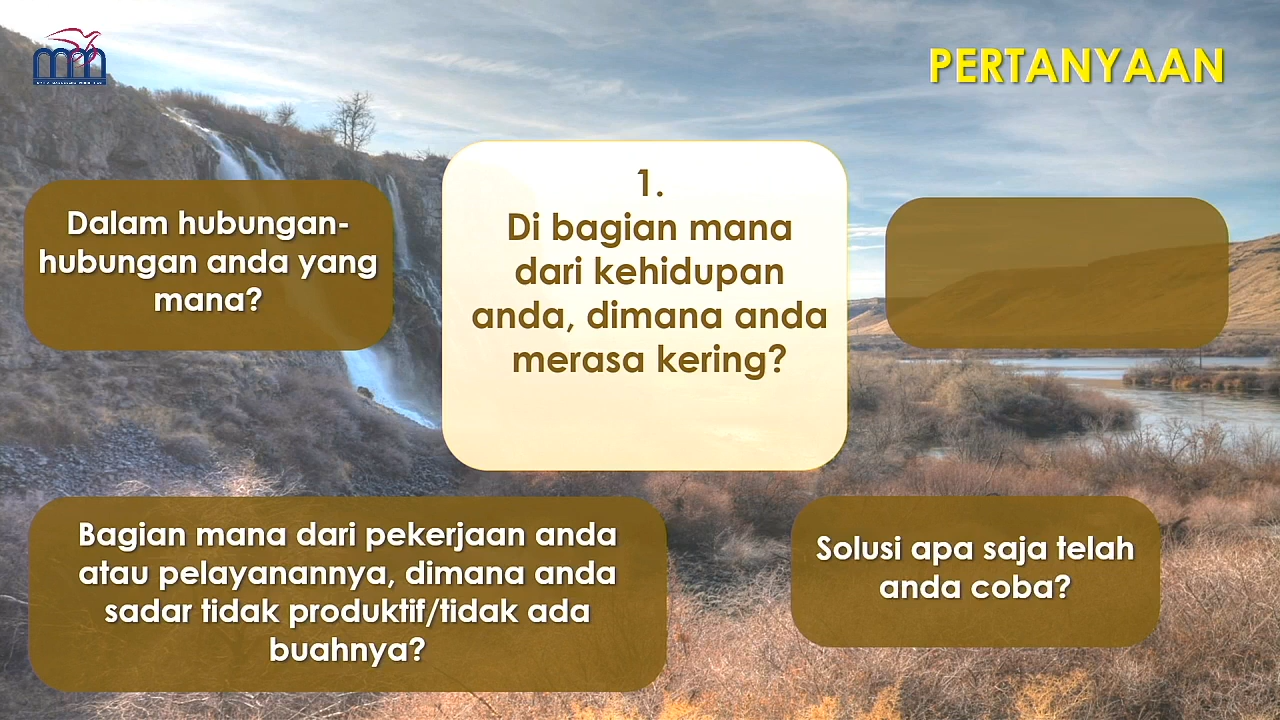 PERTANYAAN
1.
Di bagian mana
dari kehidupan
anda, dimana anda
merasa kering?
Dalam hubungan-
hubungan anda yang
mana?
Bagian mana dari pekerjaan anda
atau pelayanannya, dimana anda
sadar tidak produktif/tidak ada
buahnya?
Solusi apa saja telah
anda coba?